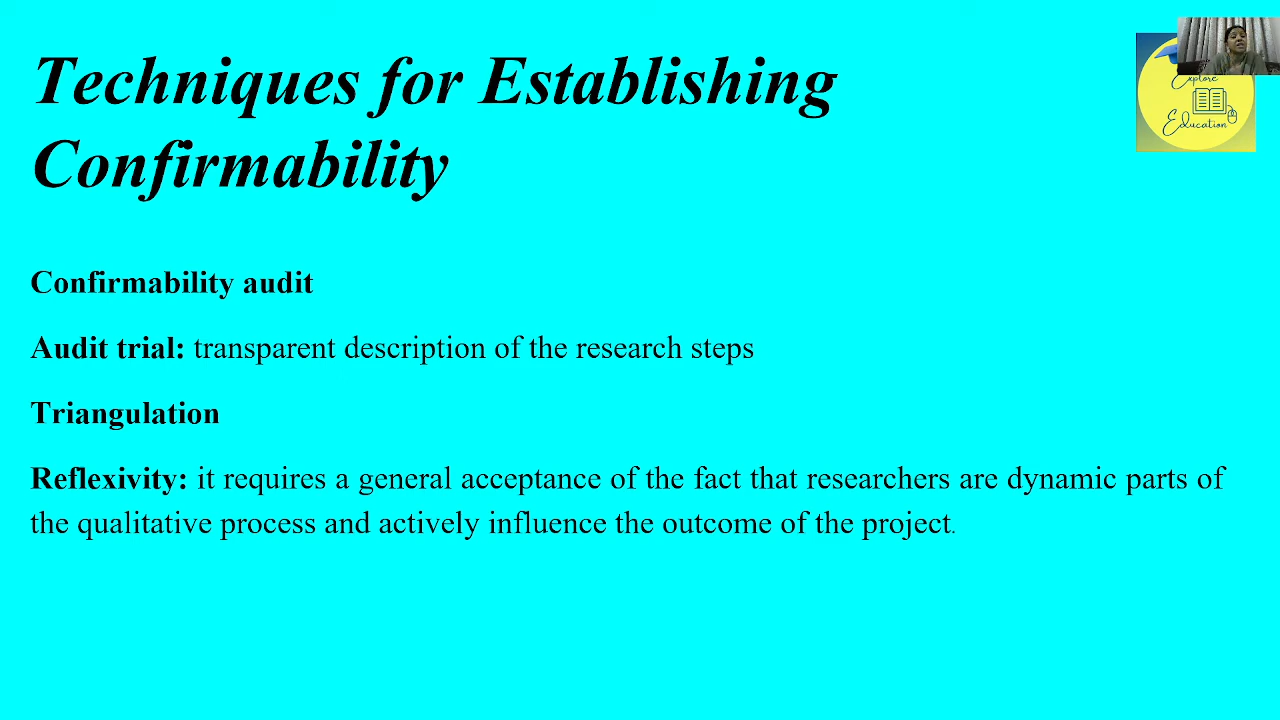 Techniques for Establishing
Confirmability
Explore
Education
Confirmability audit
Audit trial: transparent description of the research steps
Triangulation
Reflexivity: it requires a general acceptance of the fact that researchers are dynamic parts of
the qualitative process and actively influence the outcome of the project.